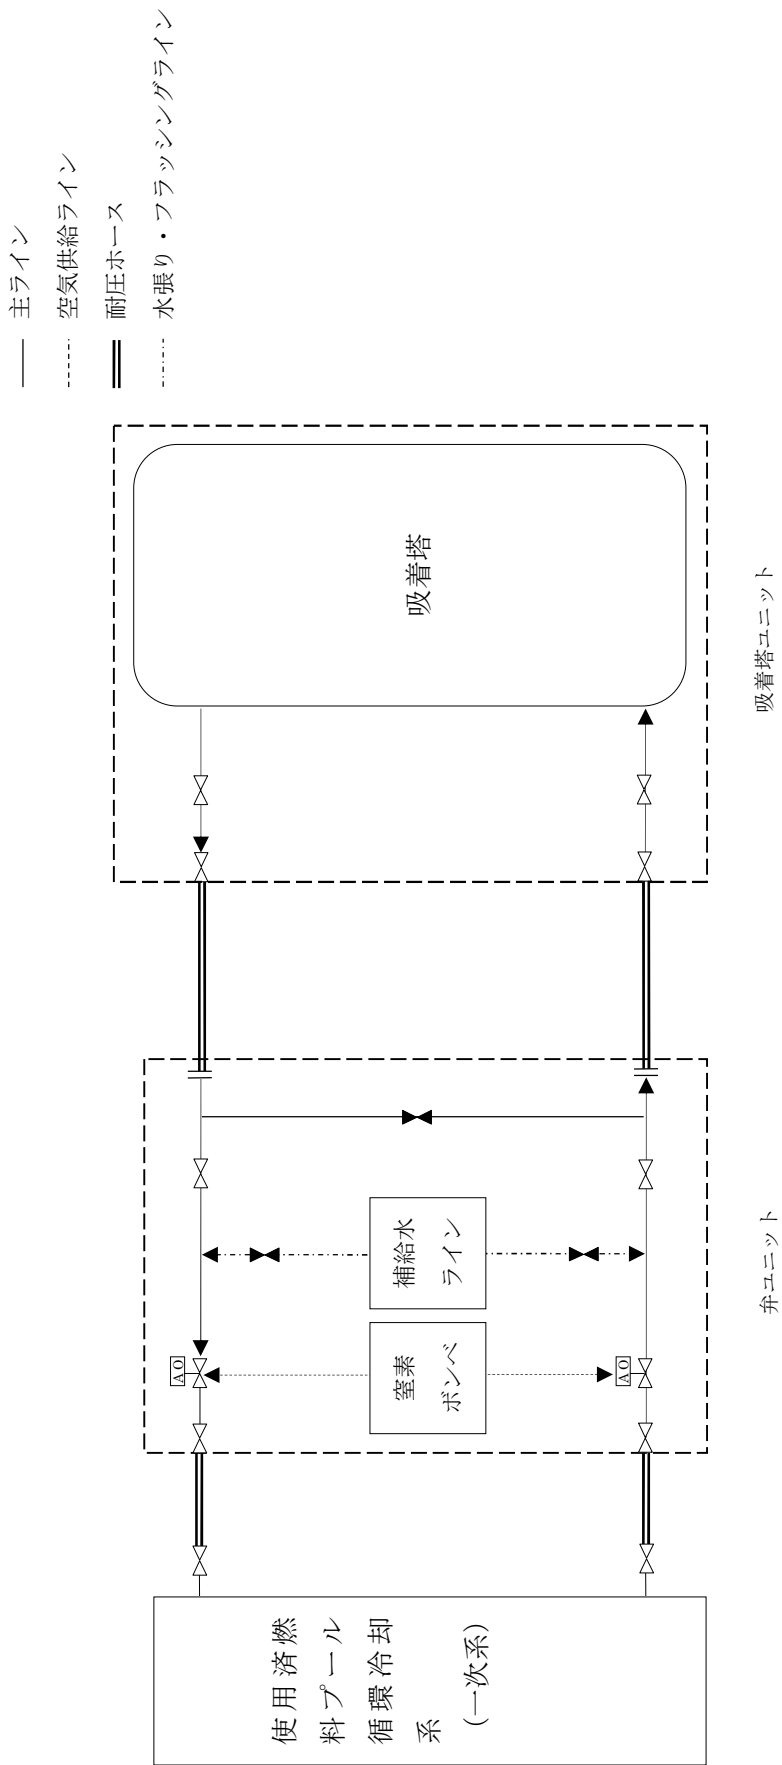 主ライン
空気供給ライン
耐圧ホース
水張り・フラッシングライン
使用済燃
料プール
循環冷却
系
(一次系)
AO
AO
窒素
ボンベ
補給水
ライン
弁ユニット
吸着塔
吸着塔ユニット